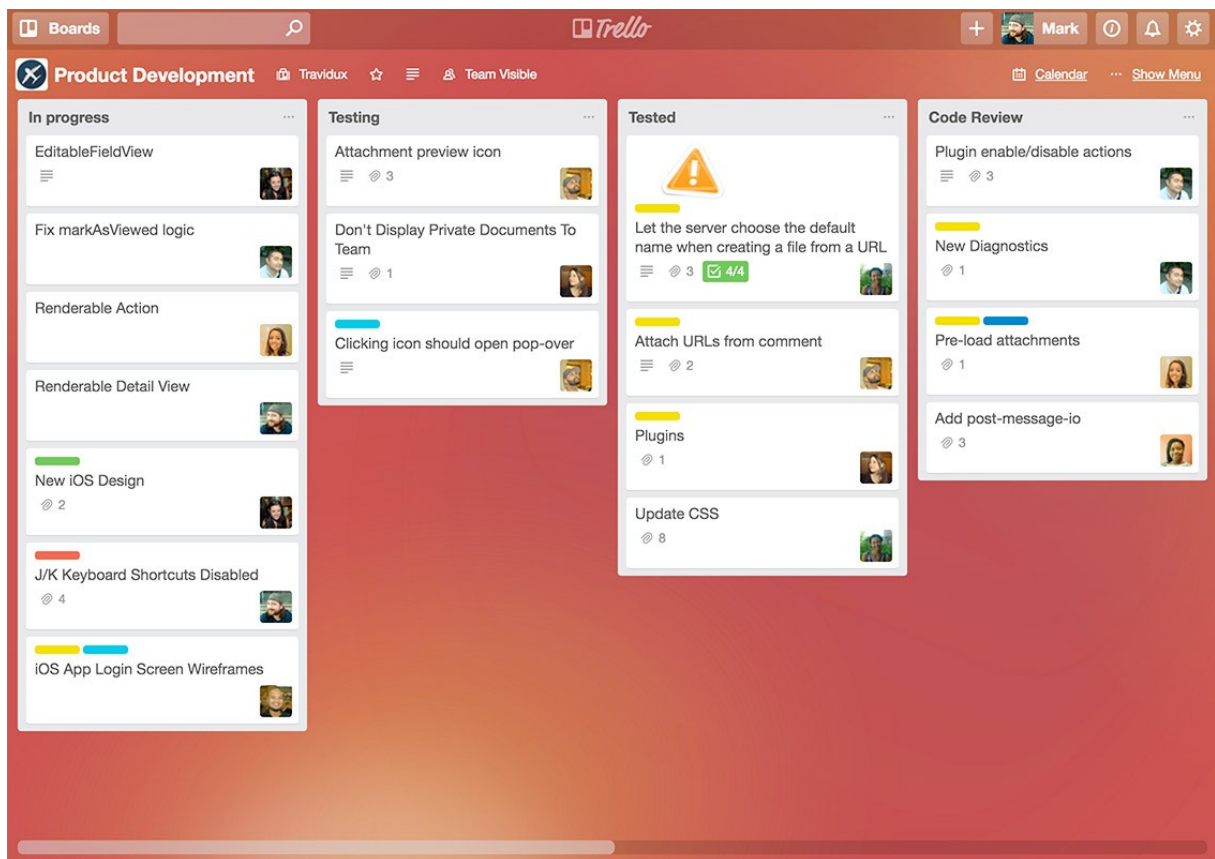 Boards
Trello
Mark
Product Development
Travidux
Team Visible
Calendar
... Show Menu
In progress ...
EditableFieldView
Fix markAsViewed logic
Renderable Action
Renderable Detail View
New iOS Design
2
J/K Keyboard Shortcuts Disabled
4
iOS App Login Screen Wireframes
Testing ...
Attachment preview icon
3
Don't Display Private Documents To
Team
1
Clicking icon should open pop-over
Tested ...
Let the server choose the default
name when creating a file from a URL
3 4/4
Attach URLs from comment
2
Plugins
1
Update CSS
8
Code Review ...
Plugin enable/disable actions
3
New Diagnostics
1
Pre-load attachments
1
Add post-message-io
3